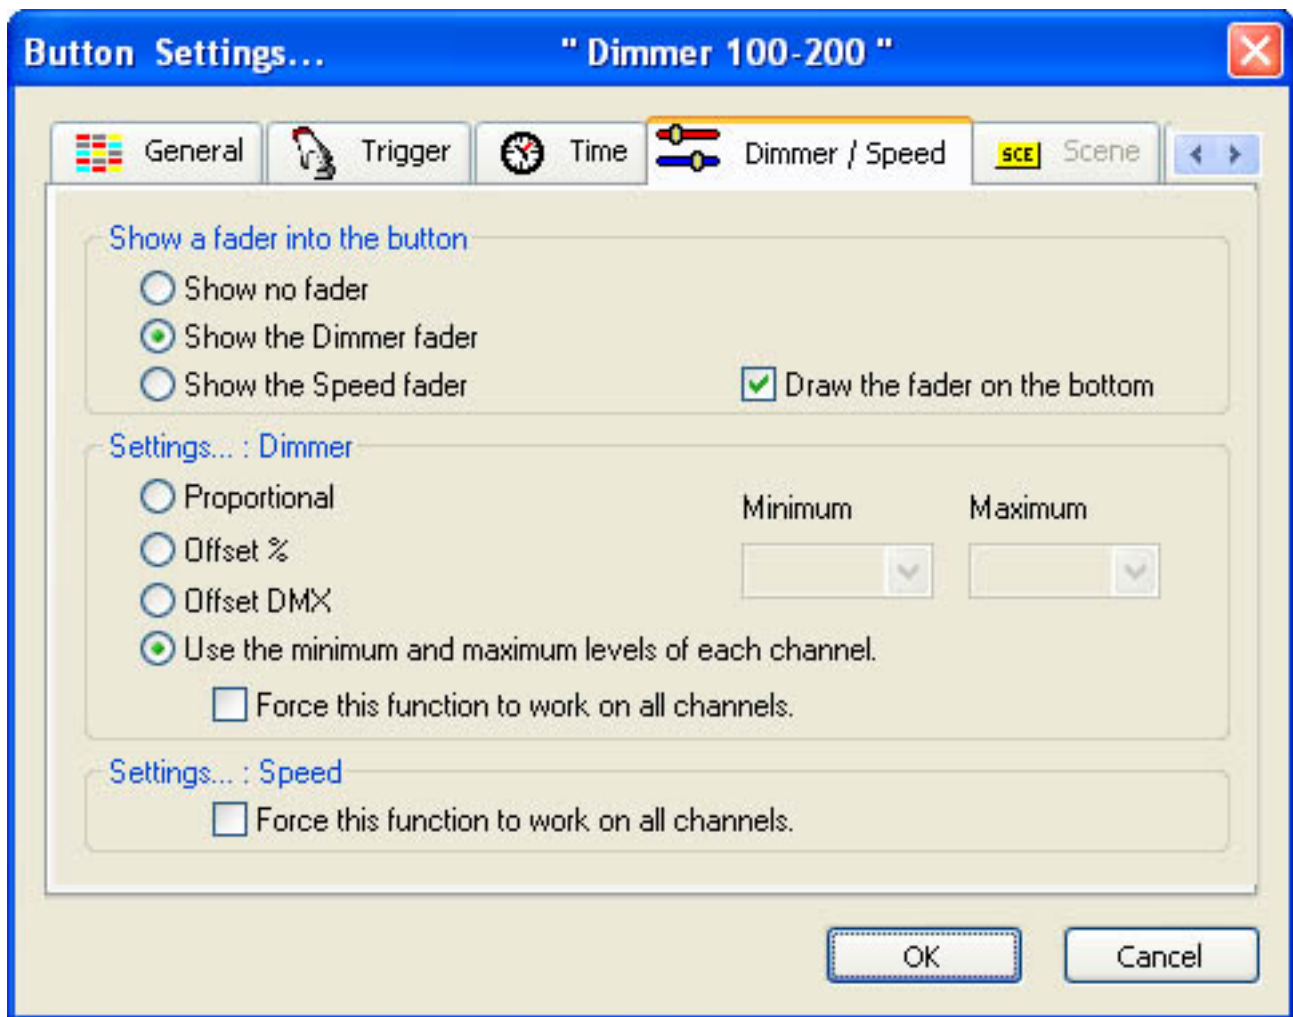 Button Settings... " Dimmer 100-200 "
General Trigger Time Dimmer / Speed SCE Scene
Show a fader into the button
Show no fader
Show the Dimmer fader
Show the Speed fader Draw the fader on the bottom
Settings... : Dimmer
Proportional Minimum Maximum
Offset %
Offset DMX
Use the minimum and maximum levels of each channel.
Force this function to work on all channels.
Settings... : Speed
Force this function to work on all channels.
OK Cancel